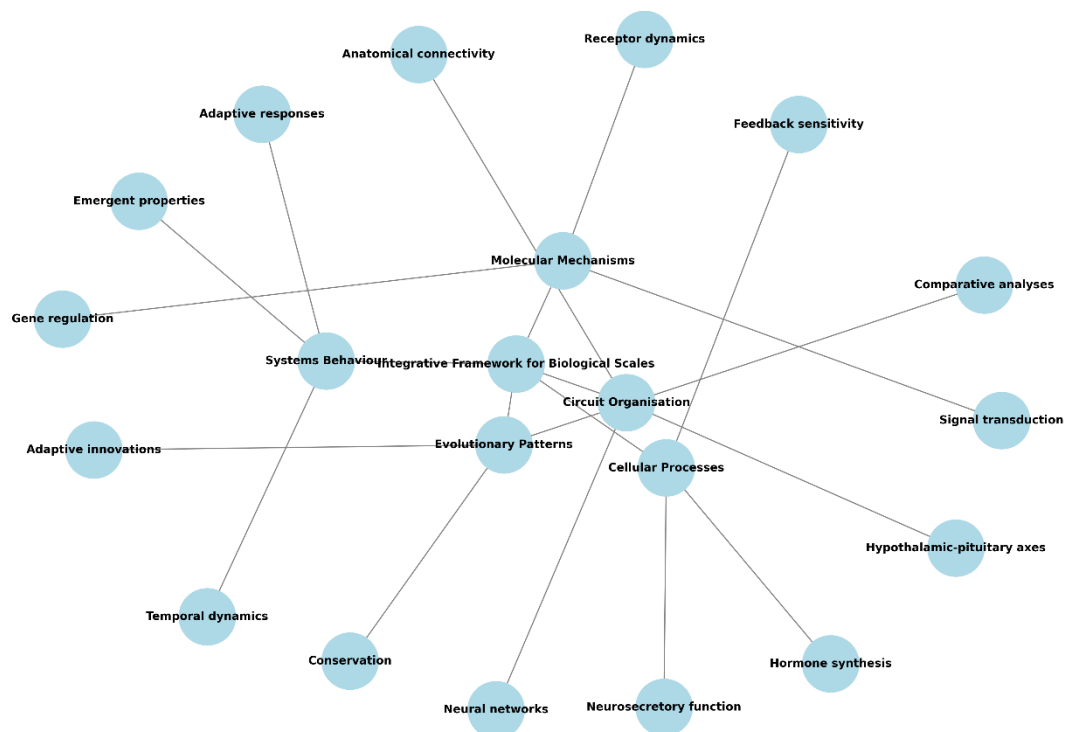 Receptor dynamics
Anatomical connectivity
Adaptive responses
Feedback sensitivity
Emergent properties
Molecular Mechanisms
Comparative analyses
Gene regulation
Systems Behaviour
Integrative Framework for Biological Scales
Circuit Organisation
Signal transduction
Evolutionary Patterns
Adaptive innovations
Cellular Processes
Hypothalamic-pituitary axes
Temporal dynamics
Conservation
Hormone synthesis
Neurosecretory function
Neural networks